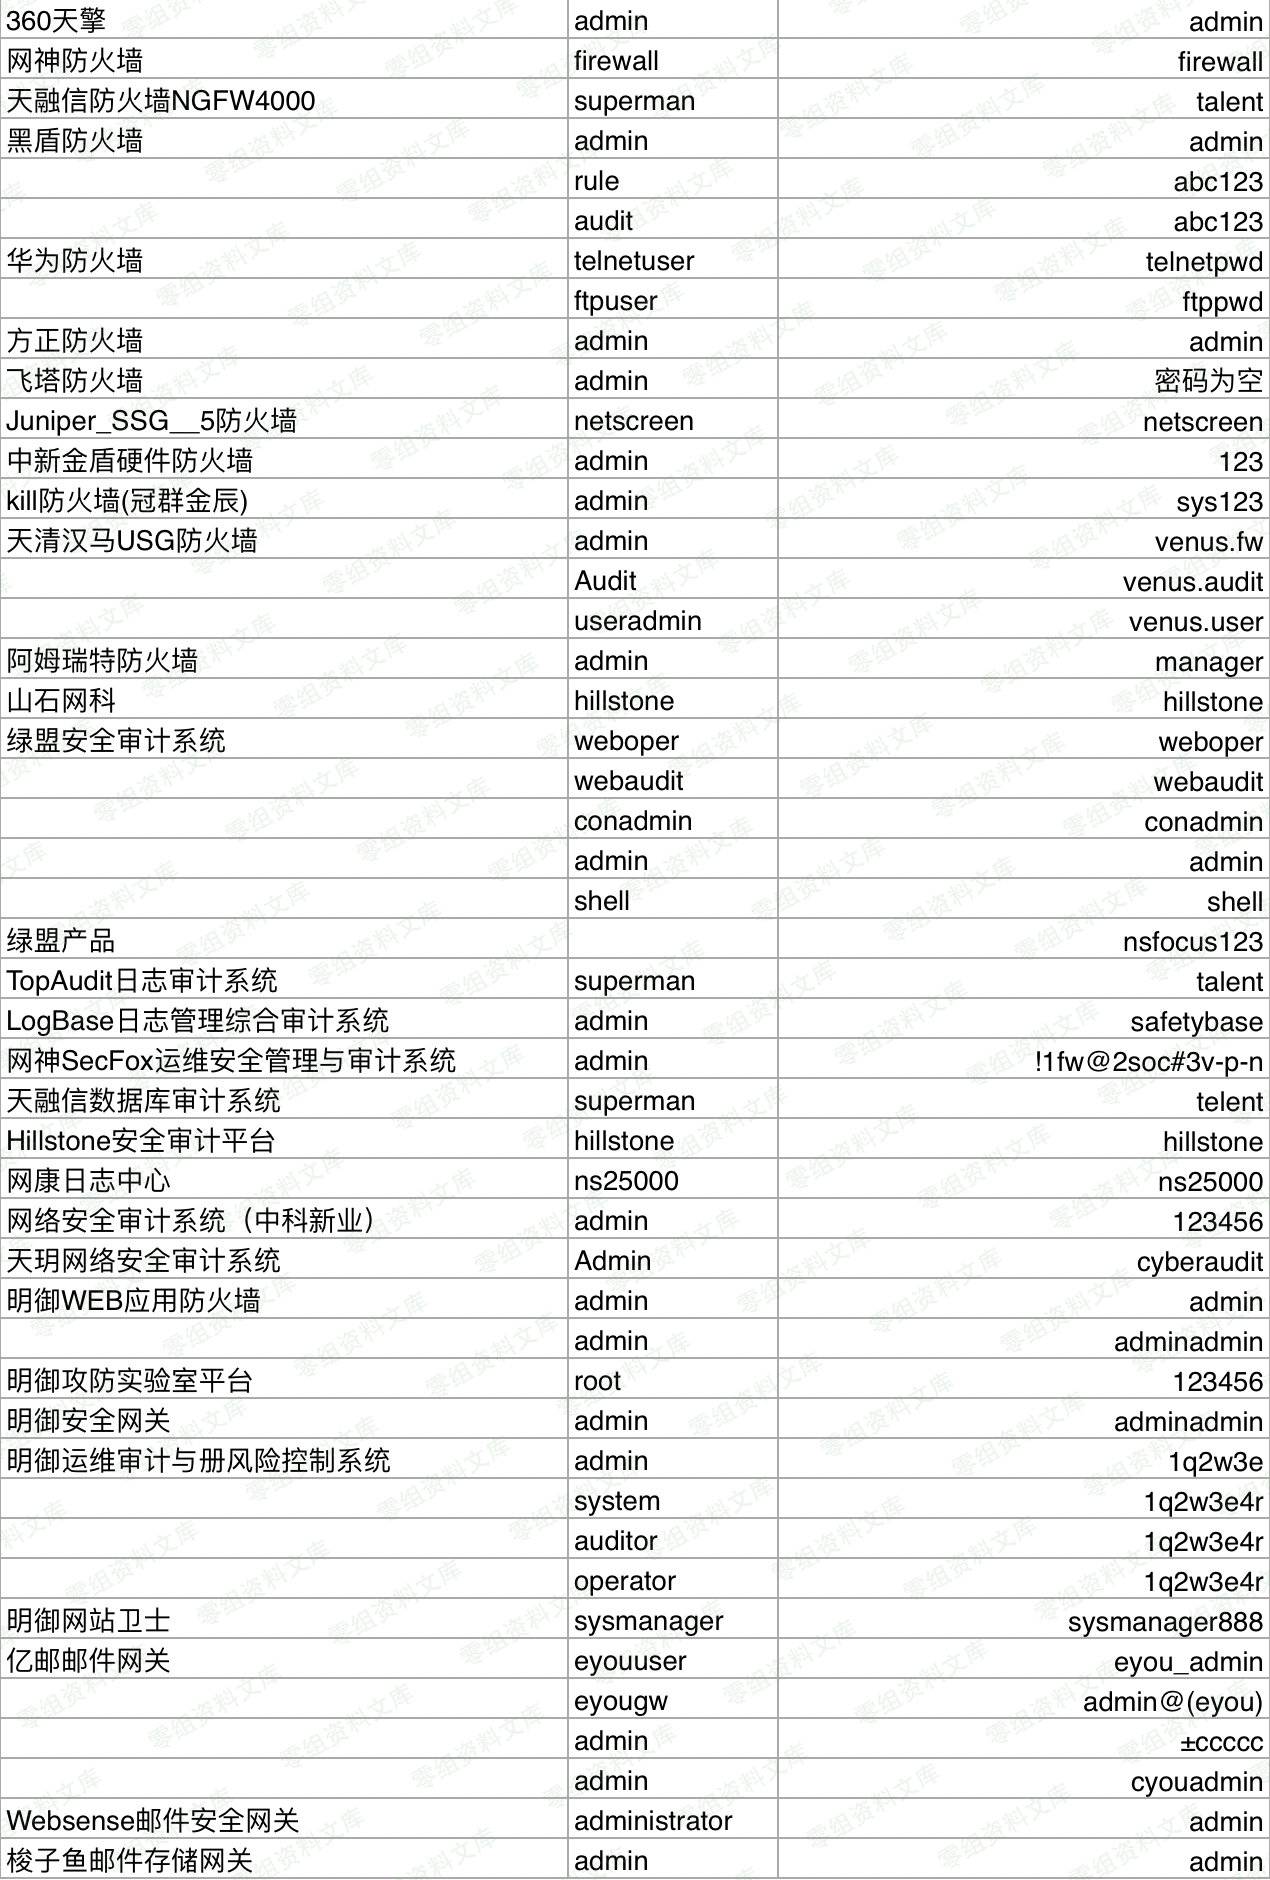 360天擎 admin admin
网神防火墙 firewall firewall
天融信防火墙NGFW4000 superman talent
黑盾防火墙 admin admin
rule abc123
audit abc123
华为防火墙 telnetuser telnetpwd
ftpuser ftppwd
方正防火墙 admin admin
飞塔防火墙 admin 密码为空
Juniper_SSG__5防火墙 netscreen netscreen
中新金盾硬件防火墙 admin 123
kill防火墙(冠群金辰) admin sys123
天清汉马USG防火墙 admin venus.fw
Audit venus.audit
useradmin venus.user
阿姆瑞特防火墙 admin manager
山石网科 hillstone hillstone
绿盟安全审计系统 weboper weboper
webaudit webaudit
conadmin conadmin
admin admin
shell shell
绿盟产品 nsfocus123
TopAudit日志审计系统 superman talent
LogBase日志管理综合审计系统 admin safetybase
网神SecFox运维安全管理与审计系统 admin !1fw@2soc#3v-p-n
天融信数据库审计系统 superman telent
Hillstone安全审计平台 hillstone hillstone
网康日志中心 ns25000 ns25000
网络安全审计系统（中科新业） admin 123456
天玥网络安全审计系统 Admin cyberaudit
明御WEB应用防火墙 admin admin
admin adminadmin
明御攻防实验室平台 root 123456
明御安全网关 admin adminadmin
明御运维审计与册风险控制系统 admin 1q2w3e
system 1q2w3e4r
auditor 1q2w3e4r
operator 1q2w3e4r
明御网站卫士 sysmanager sysmanager888
亿邮邮件网关 eyouuser eyou_admin
eyougw admin@(eyou)
admin ±ccccc
admin cyouadmin
Websense邮件安全网关 administrator admin
梭子鱼邮件存储网关 admin admin